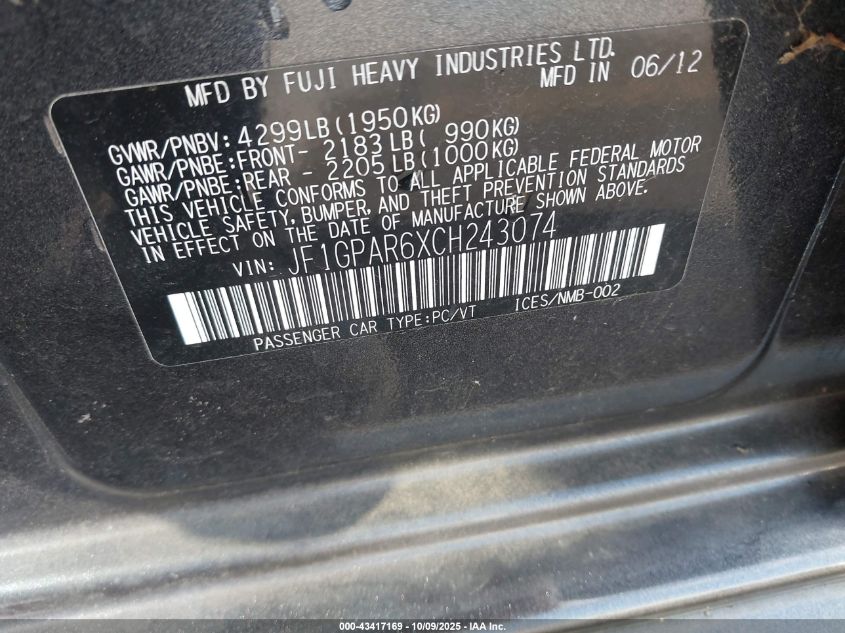 MFD BY FUJI HEAVY INDUSTRIES LTD.
MFD IN 06/12
GVWR/PNBV: 4299LB(1950KG)
GAWR/PNBE:FRONT- 2183LB( 990KG)
GAWR/PNBE:REAR - 2205LB(1000KG)
THIS VEHICLE CONFORMS TO ALL APPLICABLE FEDERAL MOTOR
VEHICLE SAFETY, BUMPER, AND THEFT PREVENTION STANDARDS
IN EFFECT ON THE DATE OF MANUFACTURE SHOWN ABOVE.
VIN: JF1GPAR6XCH243074
PASSENGER CAR TYPE:PC/VT ICES/NMB-002
000-43417169 - 10/09/2025 - IAA Inc.